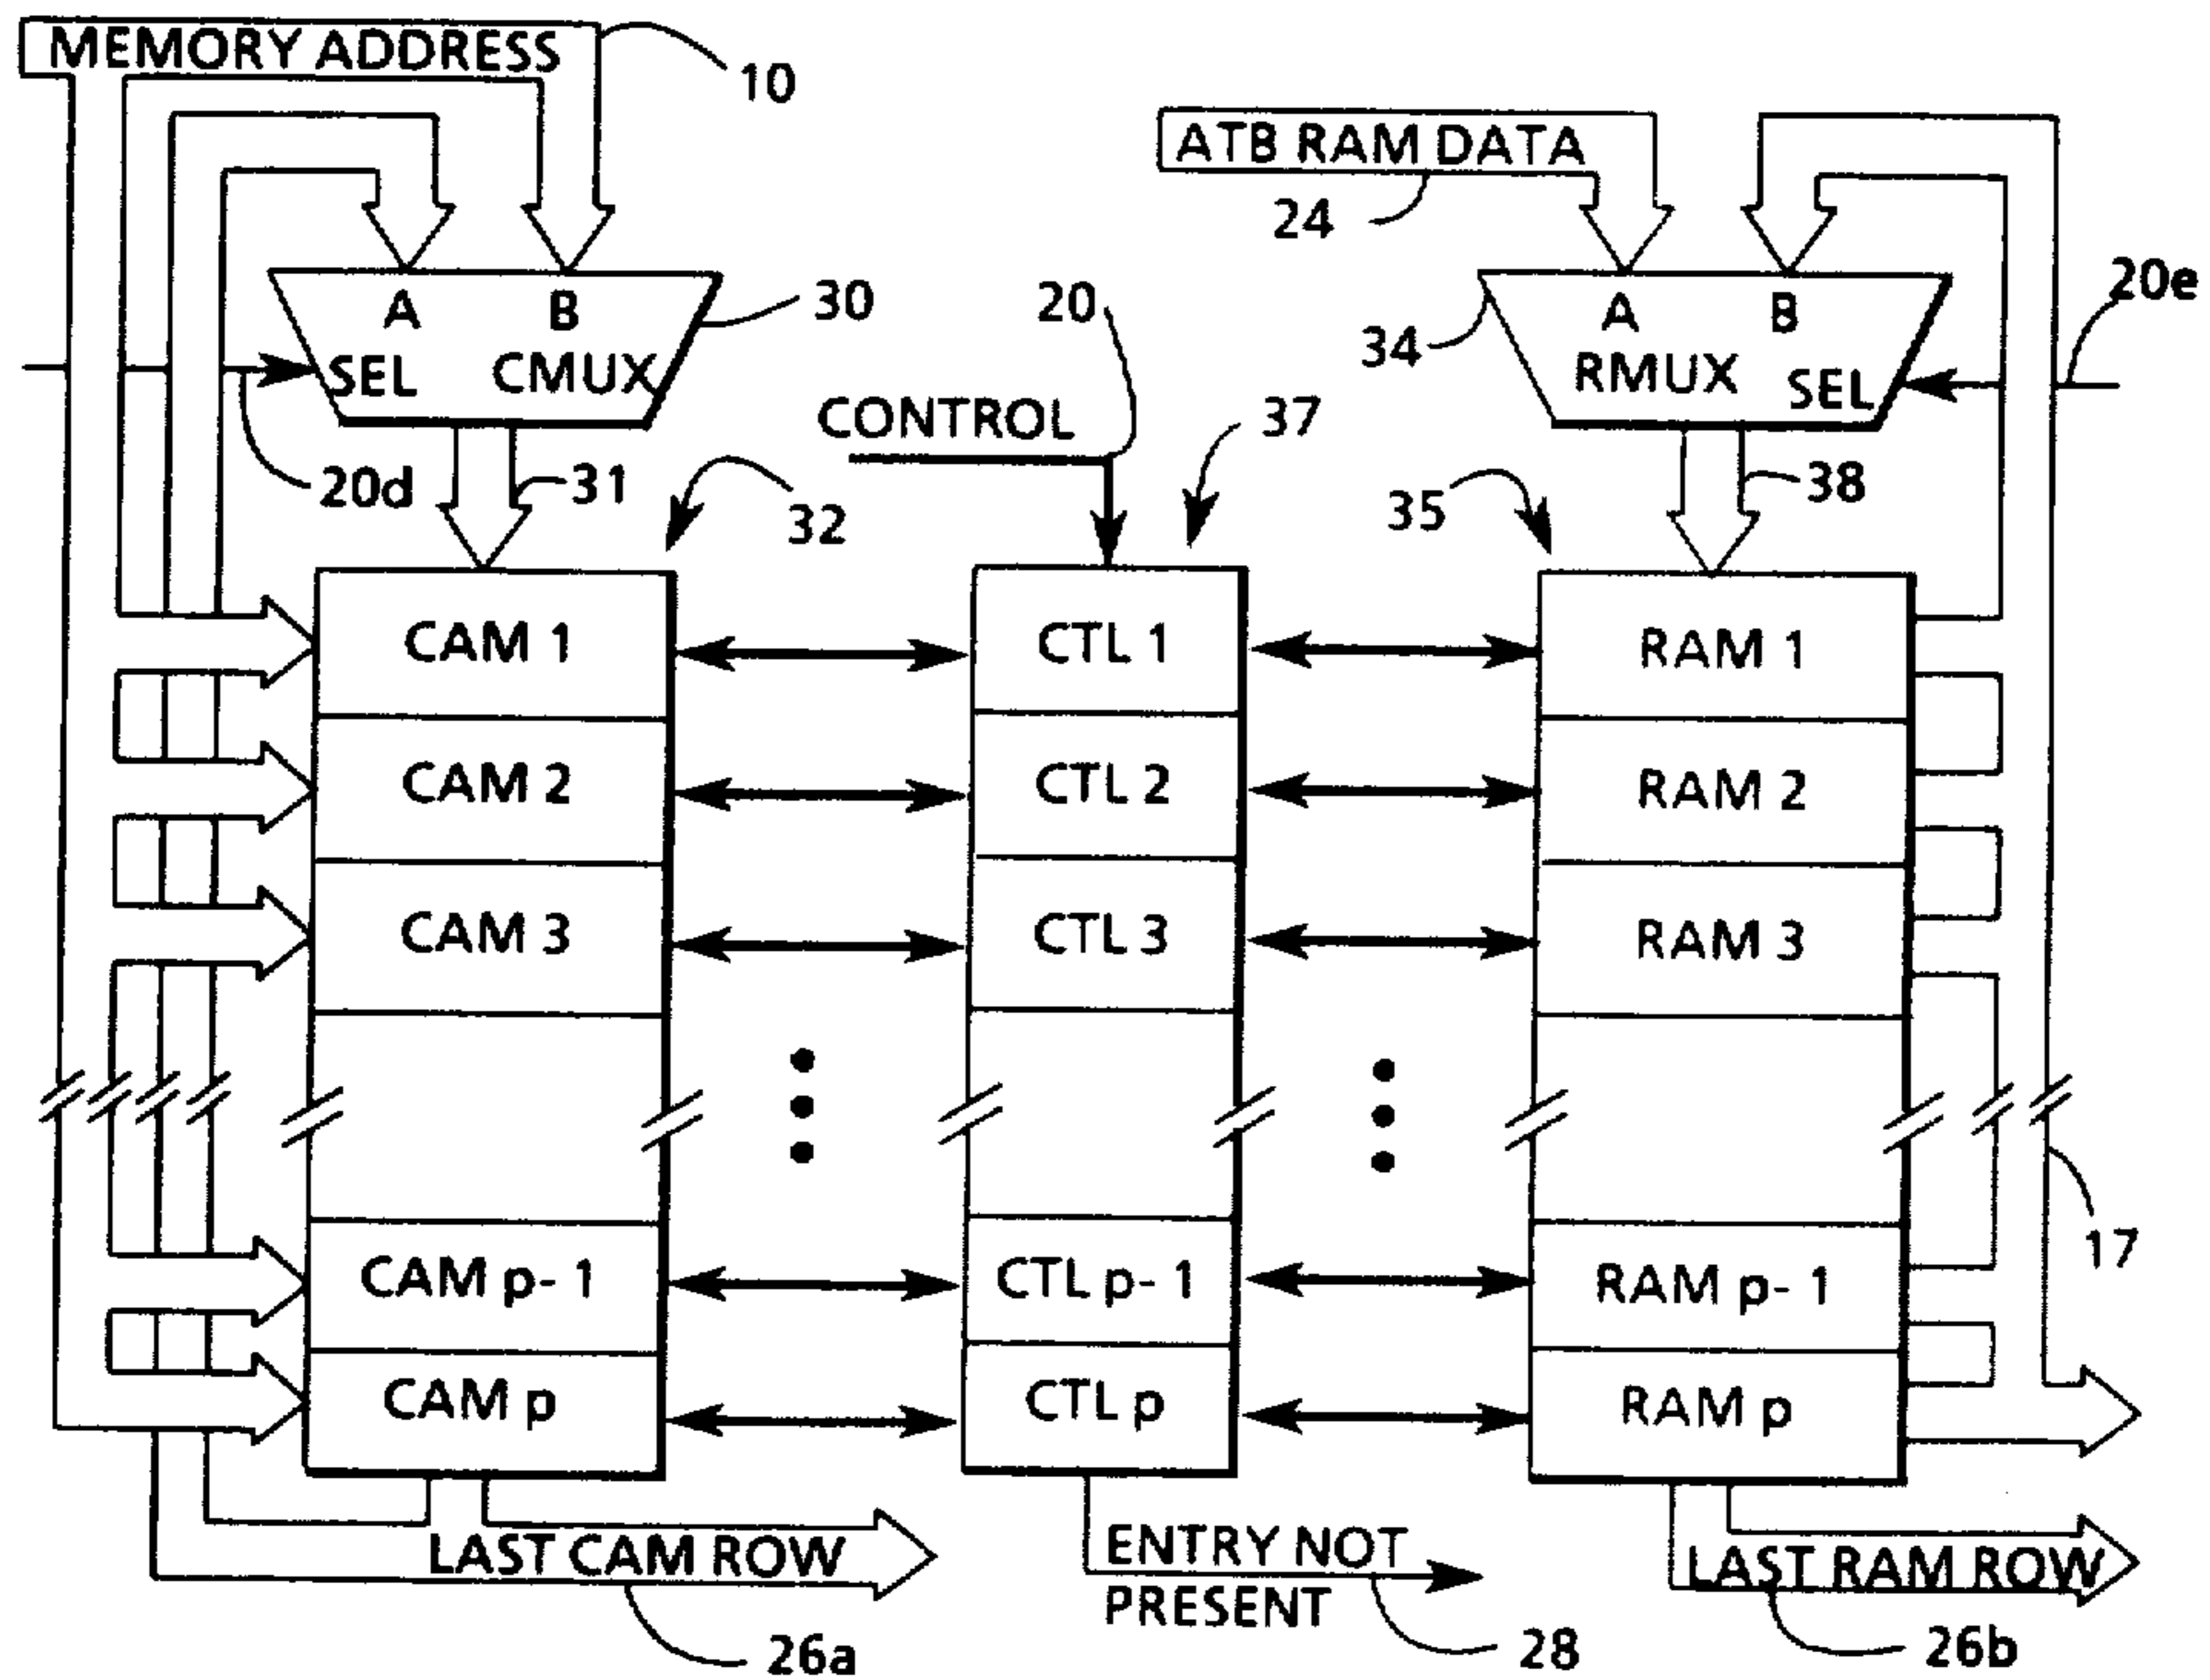 MEMORY ADDRESS
10
ATB RAM DATA
24
A B
30
SEL CMUX
20d
31
32
20
CONTROL
37
A B
34
RMUX SEL
20e
35
38
CAM 1
CTL 1
RAM 1
CAM 2
CTL 2
RAM 2
CAM 3
CTL 3
RAM 3
CAM p-1
CTL p-1
RAM p-1
17
CAM p
CTL p
RAM p
LAST CAM ROW
26a
ENTRY NOT
PRESENT
28
LAST RAM ROW
26b